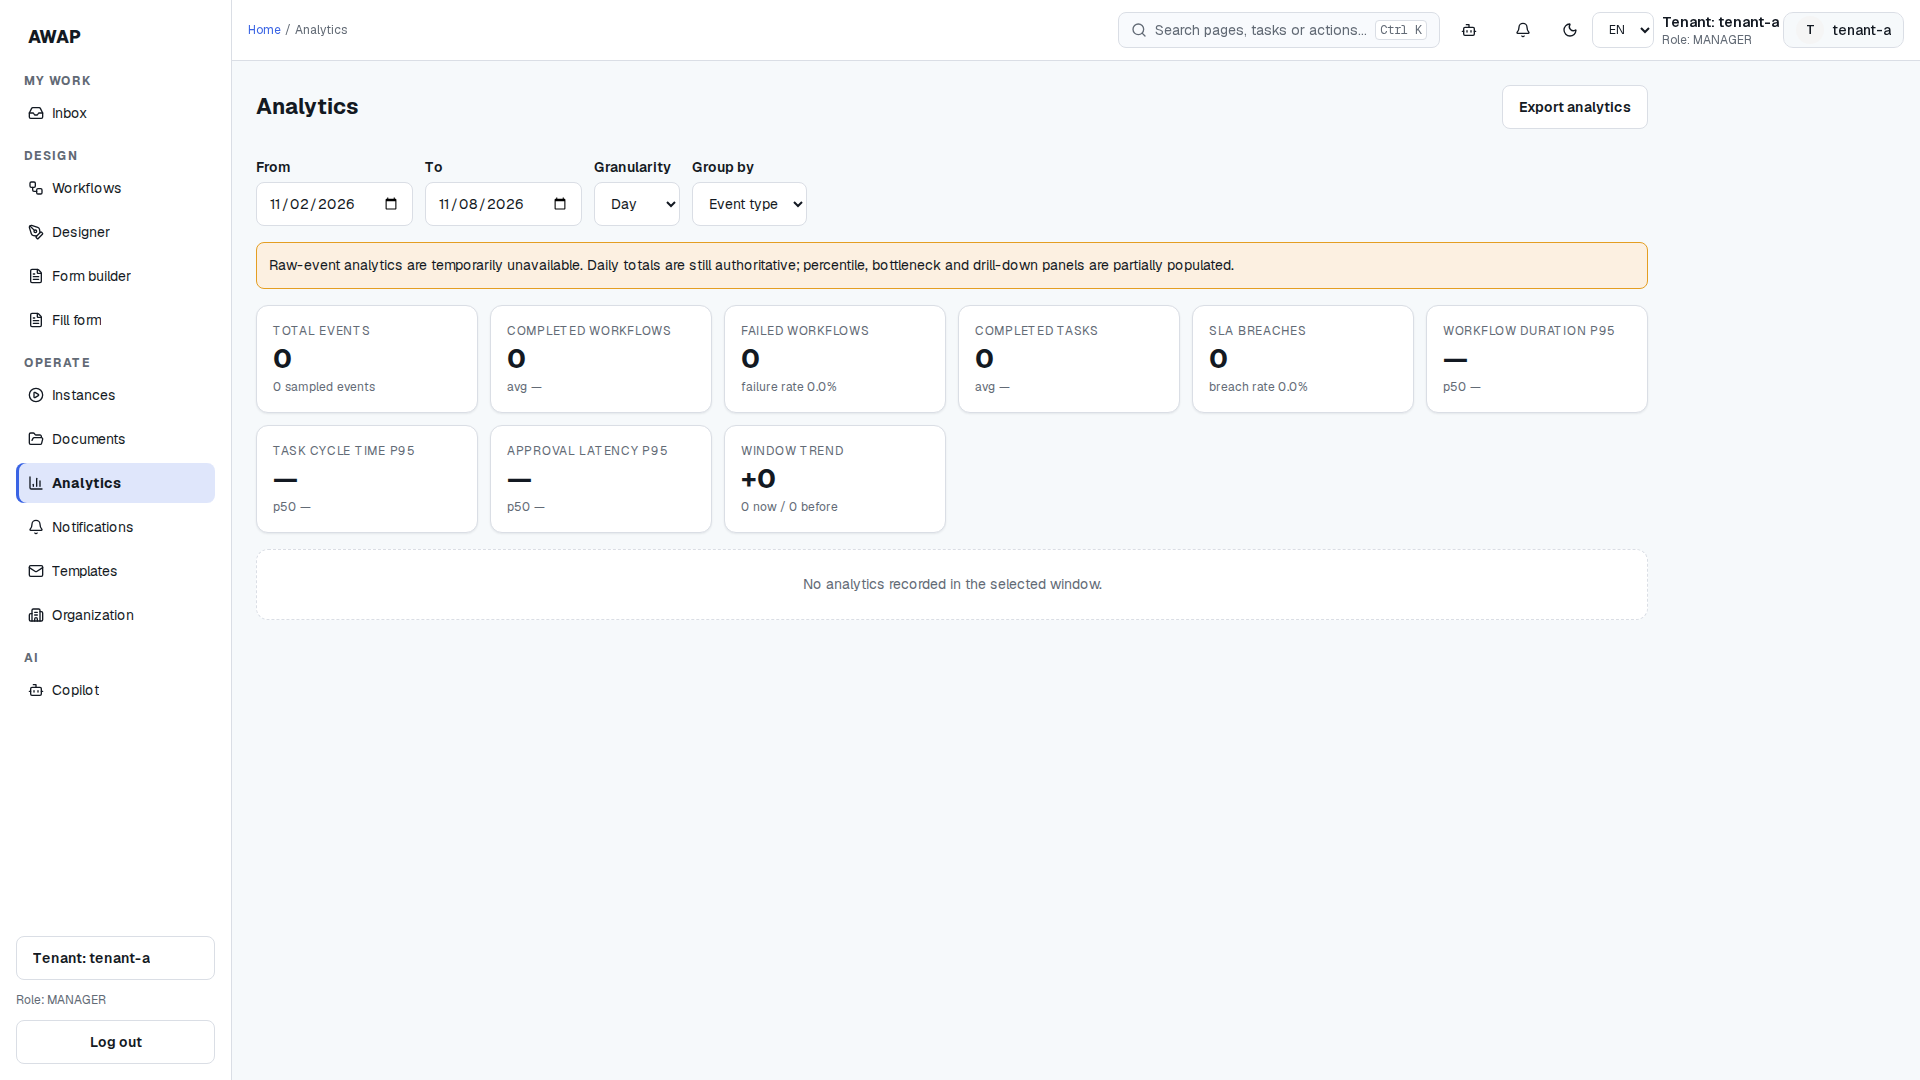 AWAP
MY WORK
Inbox
DESIGN
Workflows
Designer
Form builder
Fill form
OPERATE
Instances
Documents
Analytics
Notifications
Templates
Organization
AI
Copilot
Tenant: tenant-a
Role: MANAGER
Log out
Home / Analytics
Search pages, tasks or actions... Ctrl K
EN
Tenant: tenant-a
Role: MANAGER
T tenant-a
Analytics
Export analytics
From To Granularity Group by
11/02/2026 11/08/2026 Day Event type
Raw-event analytics are temporarily unavailable. Daily totals are still authoritative; percentile, bottleneck and drill-down panels are partially populated.
TOTAL EVENTS
0
0 sampled events
COMPLETED WORKFLOWS
0
avg —
FAILED WORKFLOWS
0
failure rate 0.0%
COMPLETED TASKS
0
avg —
SLA BREACHES
0
breach rate 0.0%
WORKFLOW DURATION P95
—
p50 —
TASK CYCLE TIME P95
—
p50 —
APPROVAL LATENCY P95
—
p50 —
WINDOW TREND
+0
0 now / 0 before
No analytics recorded in the selected window.